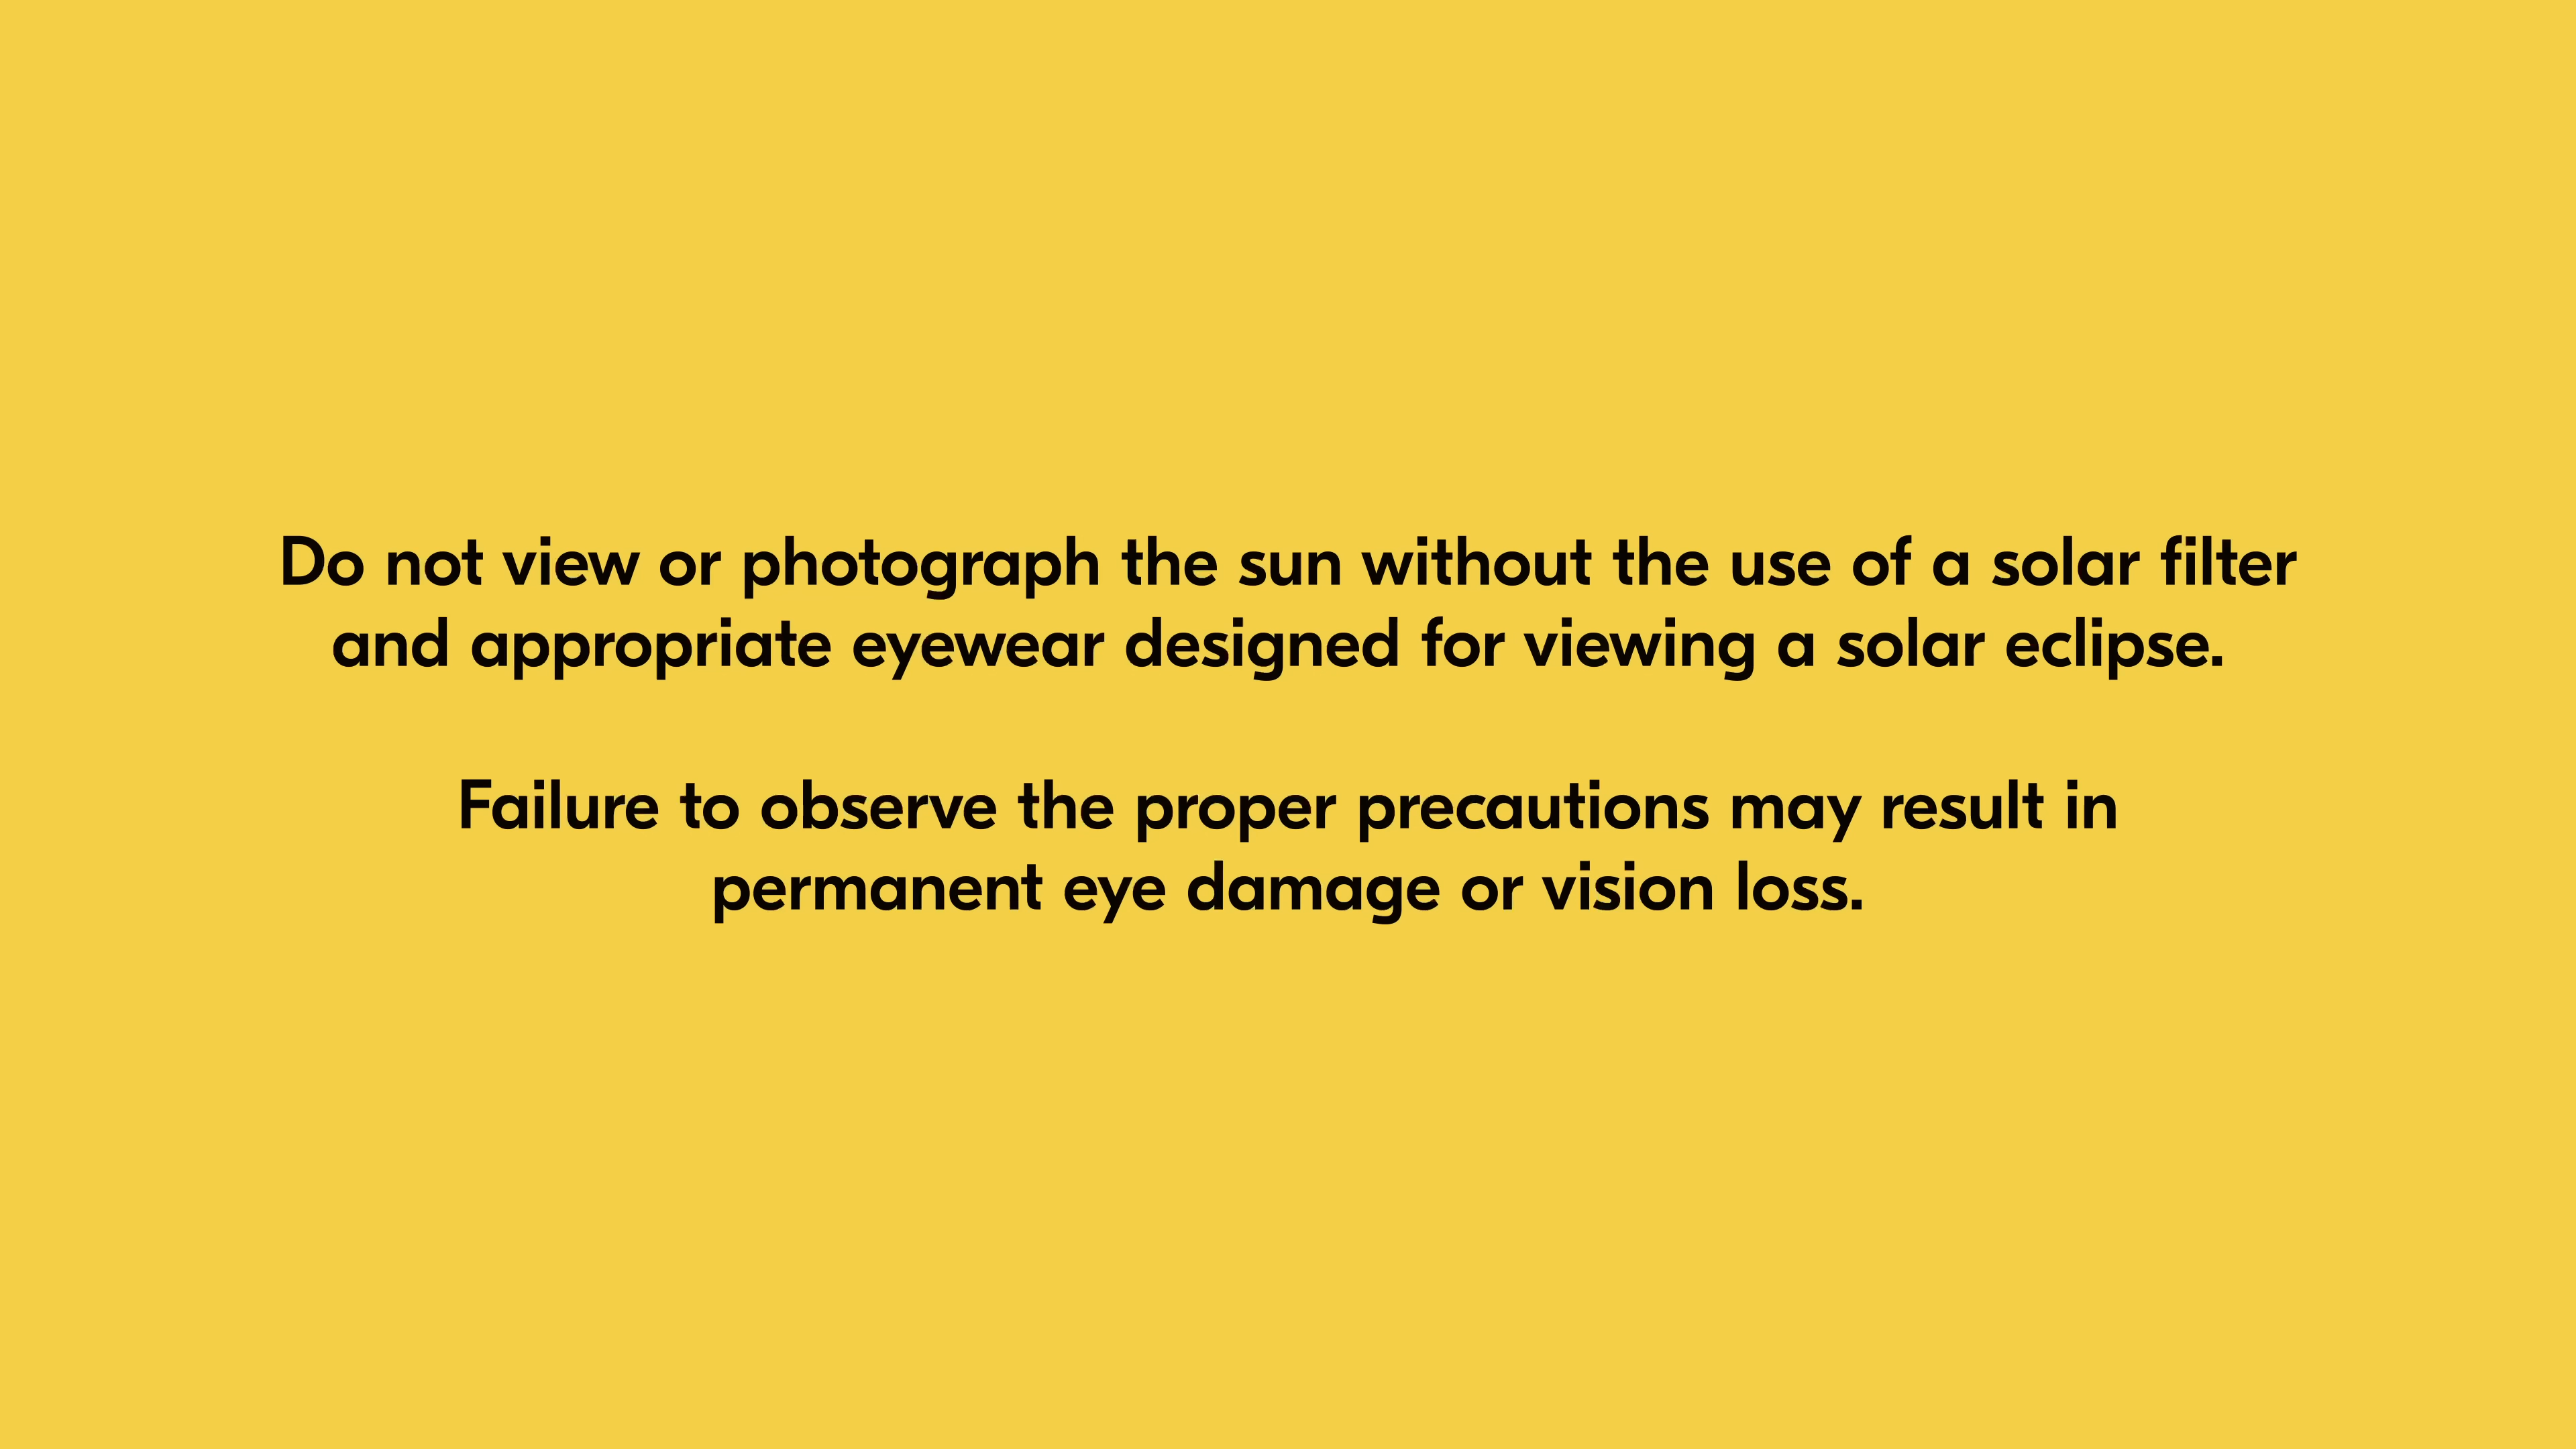 Do not view or photograph the sun without the use of a solar filter
and appropriate eyewear designed for viewing a solar eclipse.
Failure to observe the proper precautions may result in
permanent eye damage or vision loss.